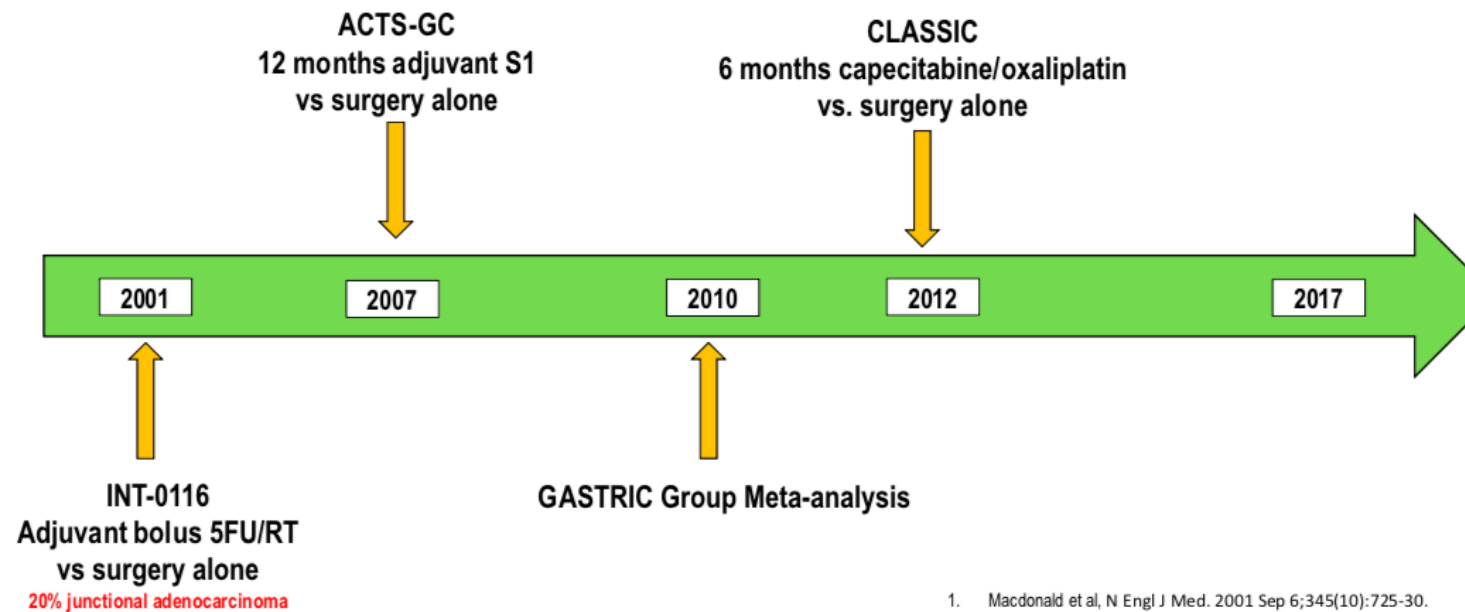 ACTS-GC
12 months adjuvant S1
vs surgery alone
CLASSIC
6 months capecitabine/oxaliplatin
vs. surgery alone
2001
2007
2010
2012
2017
INT-0116
Adjuvant bolus 5FU/RT
vs surgery alone
20% junctional adenocarcinoma
GASTRIC Group Meta-analysis
1. Macdonald et al, N Engl J Med. 2001 Sep 6;345(10):725-30.